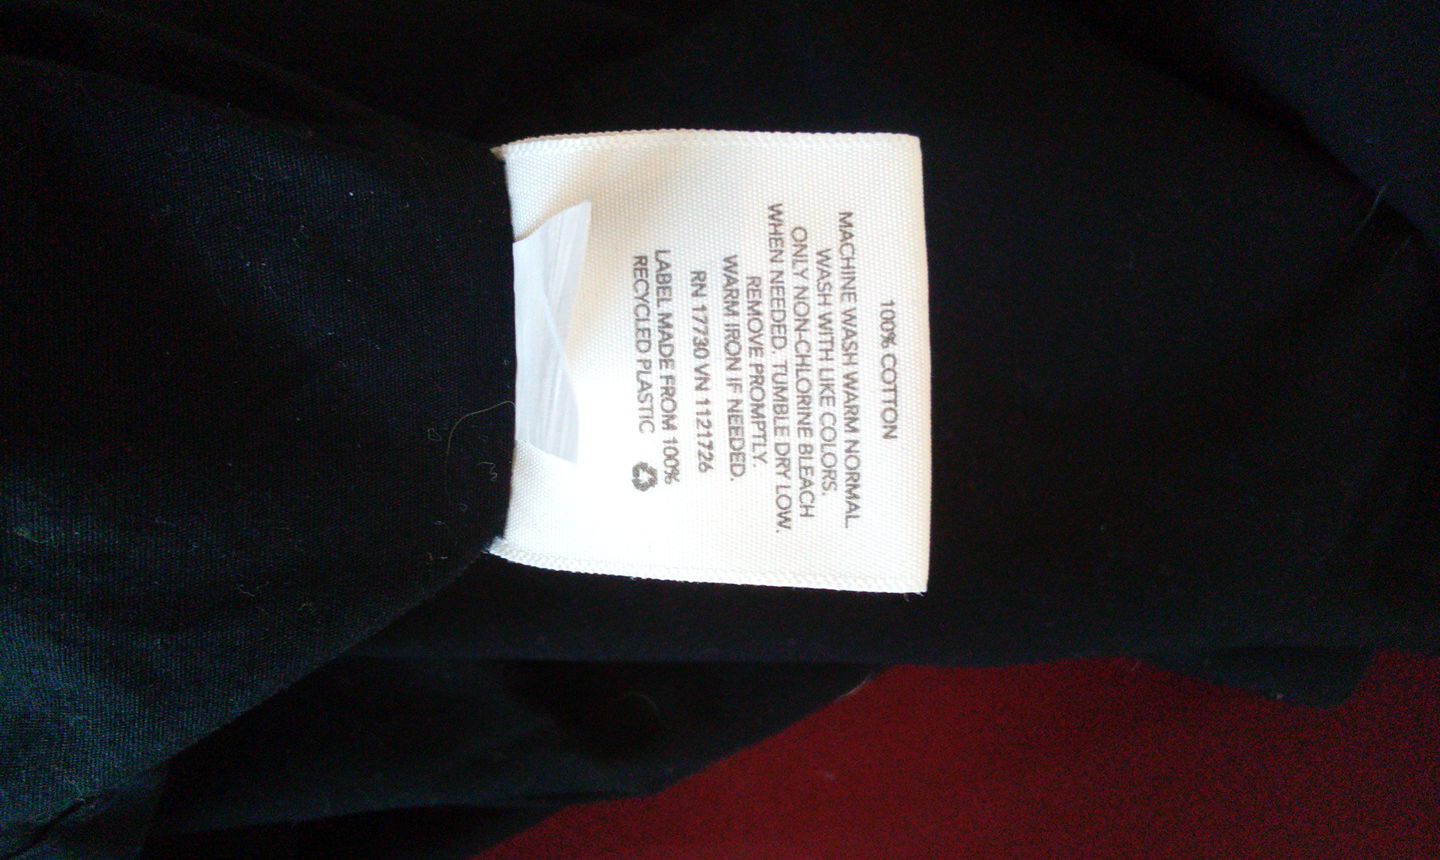 100% COTTON
MACHINE WASH WARM NORMAL.
WASH WITH LIKE COLORS.
ONLY NON-CHLORINE BLEACH
WHEN NEEDED. TUMBLE DRY LOW.
REMOVE PROMPTLY.
WARM IRON IF NEEDED.
RN 17730 VN 1121726
LABEL MADE FROM 100%
RECYCLED PLASTIC